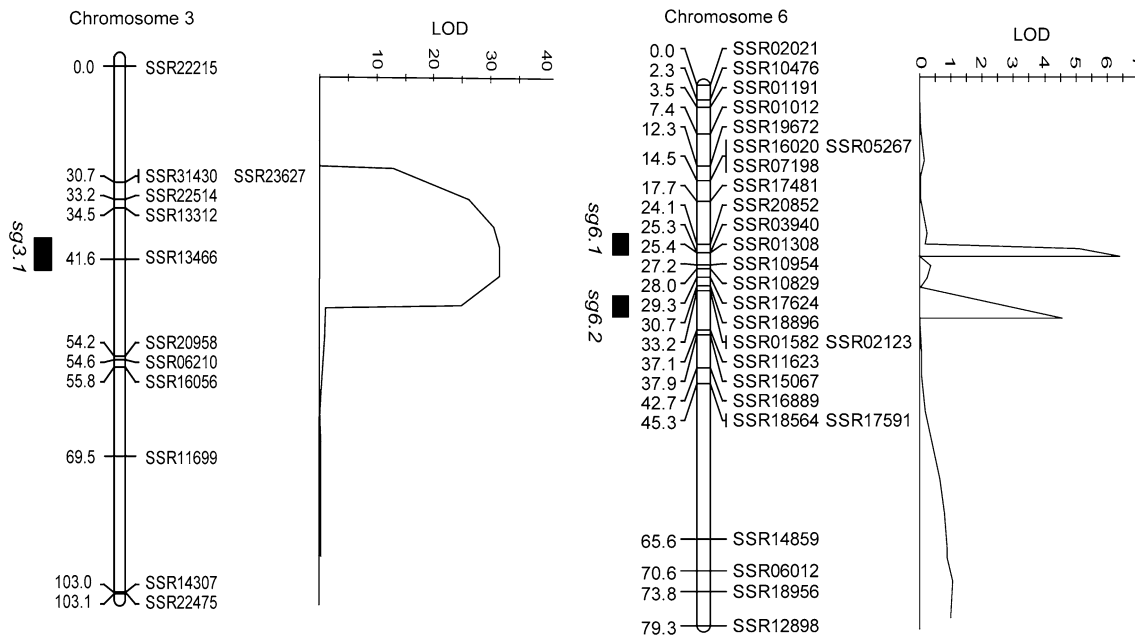 Chromosome 3
LOD
10 20 30 40
0.0 SSR22215
30.7 SSR31430 SSR23627
33.2 SSR22514
34.5 SSR13312
sg3.1
41.6 SSR13466
54.2 SSR20958
54.6 SSR06210
55.8 SSR16056
69.5 SSR11699
103.0 SSR14307
103.1 SSR22475
Chromosome 6
LOD
0 1 2 3 4 5 6 7
0.0 SSR02021
2.3 SSR10476
3.5 SSR01191
7.4 SSR01012
12.3 SSR19672
SSR16020 SSR05267
14.5 SSR07198
17.7 SSR17481
24.1 SSR20852
25.3 SSR03940
sg6.1
25.4 SSR01308
27.2 SSR10954
28.0 SSR10829
29.3 SSR17624
sg6.2
30.7 SSR18896
33.2 SSR01582 SSR02123
37.1 SSR11623
37.9 SSR15067
42.7 SSR16889
45.3 SSR18564 SSR17591
65.6 SSR14859
70.6 SSR06012
73.8 SSR18956
79.3 SSR12898